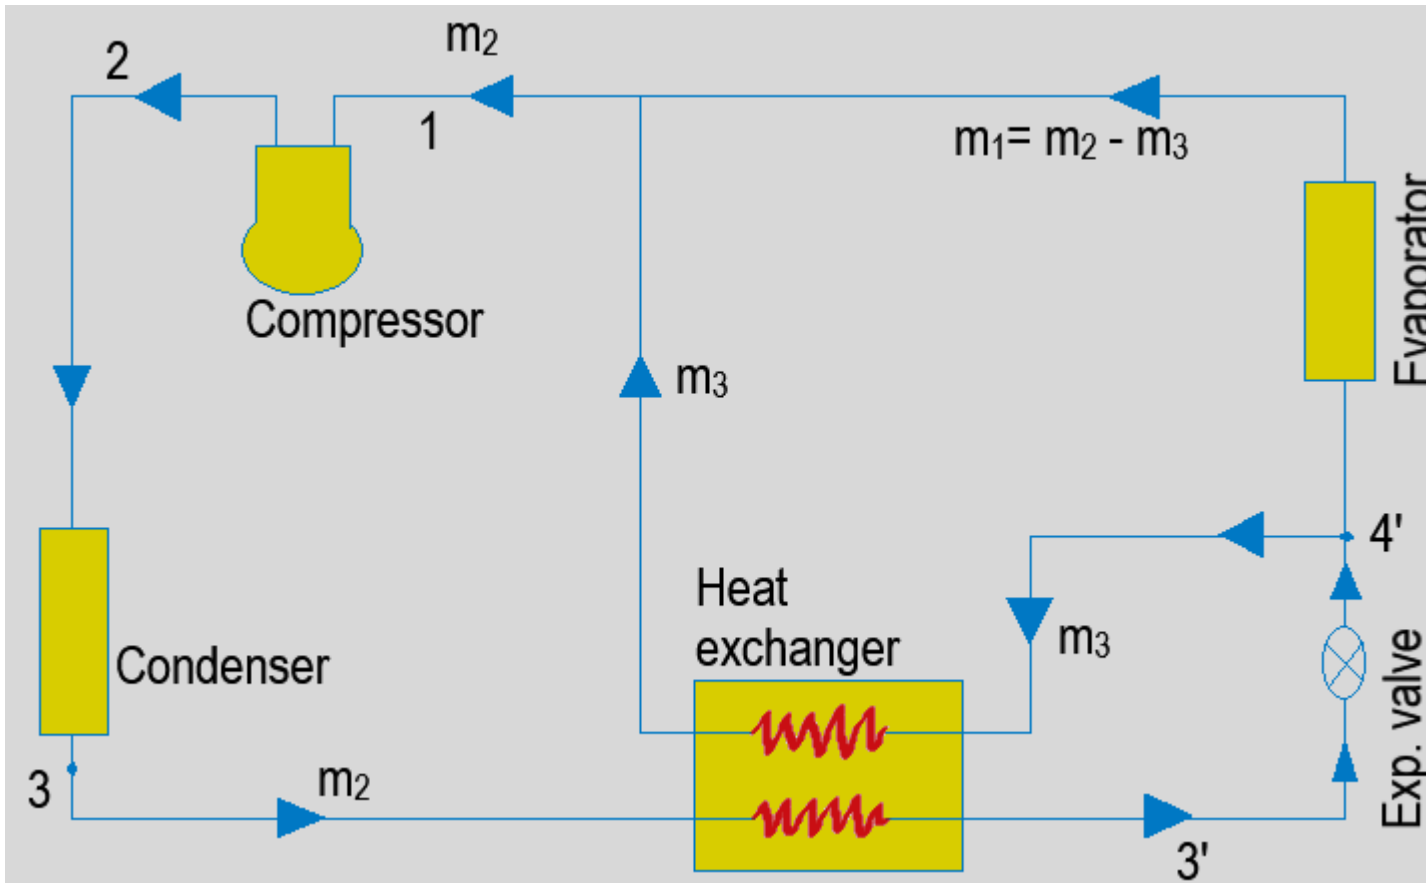 2
m₂
1
m₁= m₂ - m₃
Evaporator
Compressor
m₃
4'
Heat
exchanger
m₃
Condenser
Exp. valve
3
m₂
3'